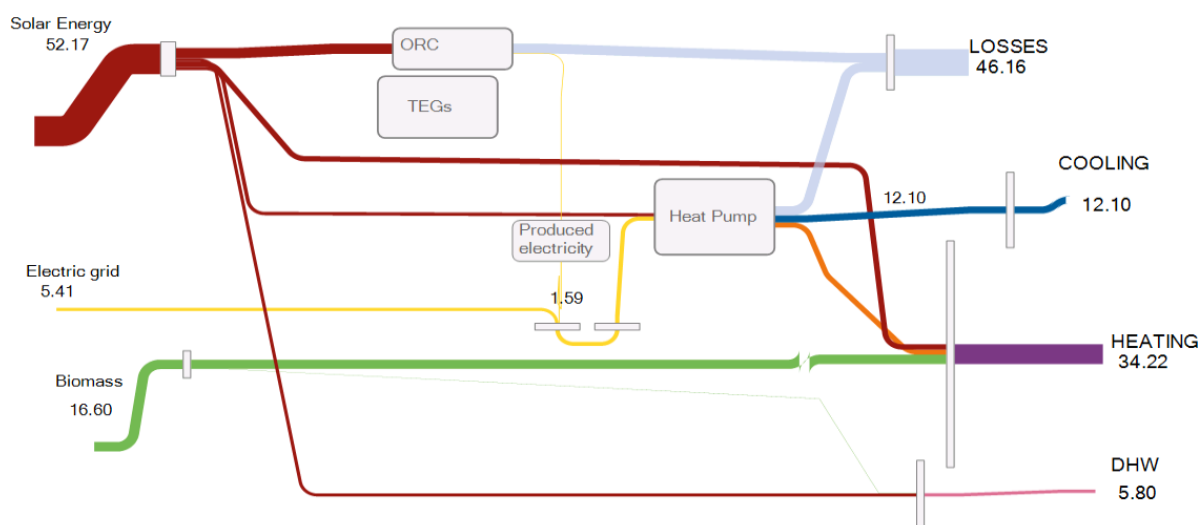 Solar Energy
52.17
ORC
TEGs
LOSSES
46.16
COOLING
12.10
12.10
Heat Pump
Produced
electricity
Electric grid
5.41
1.59
HEATING
34.22
Biomass
16.60
DHW
5.80